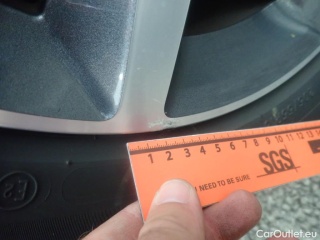 1 2 3 4 5 6 7 8 9 10 11 12 13
SGS
NEED TO BE SURE
CarOutlet.eu